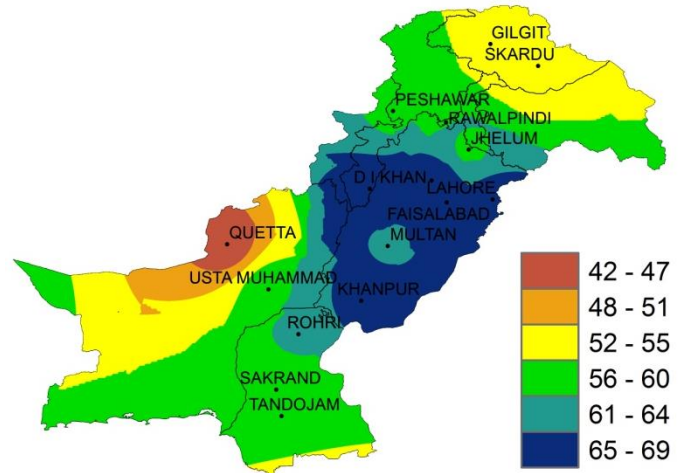 GILGIT
SKARDU
PESHAWAR
RAWALPINDI
JHELUM
D I KHAN
LAHORE
FAISALABAD
MULTAN
QUETTA
USTA MUHAMMAD
KHANPUR
ROHRI
SAKRAND
TANDOJAM
42 - 47
48 - 51
52 - 55
56 - 60
61 - 64
65 - 69